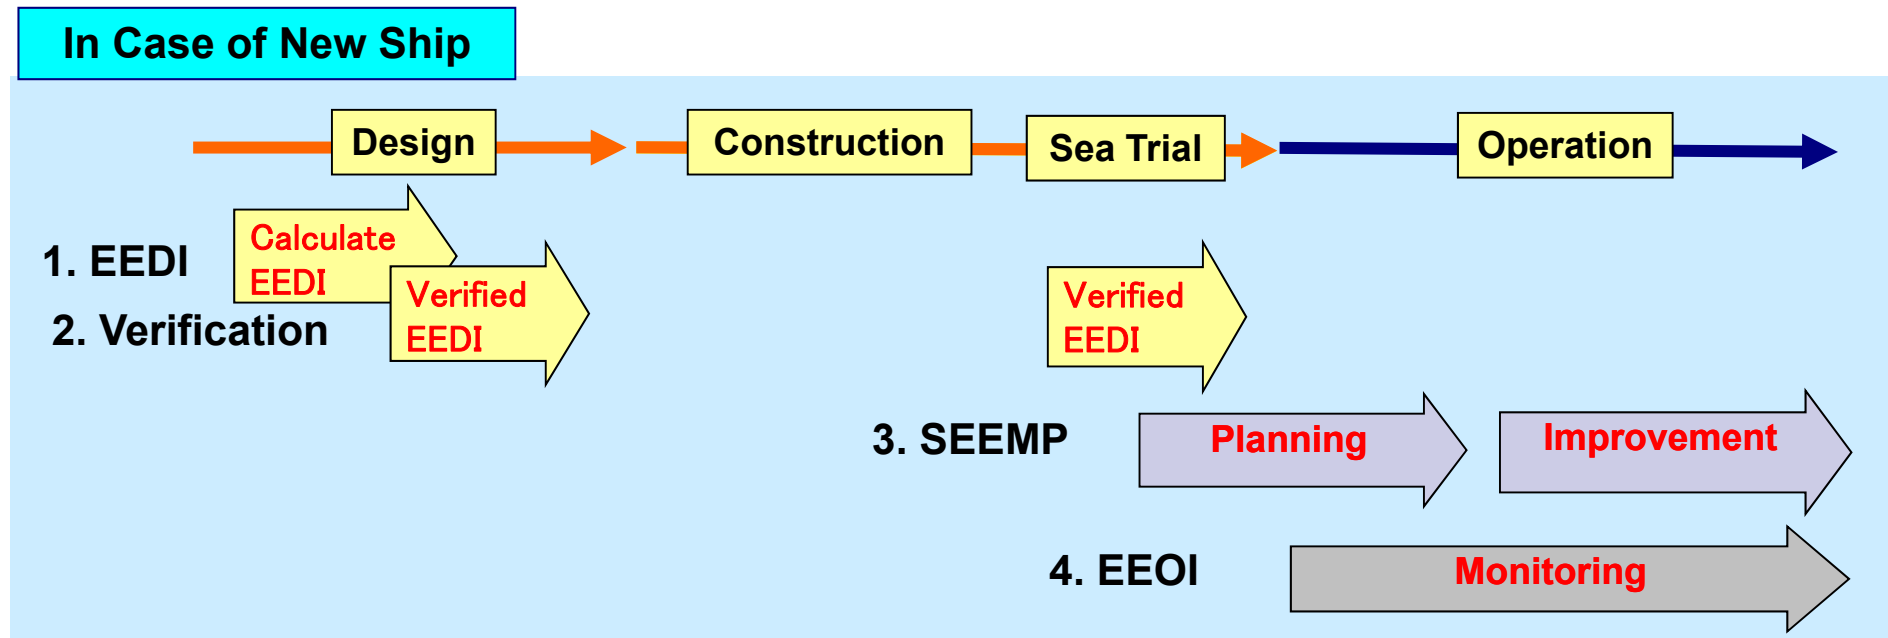 In Case of New Ship
Design
Construction
Sea Trial
Operation
1. EEDI
Calculate
EEDI
2. Verification
Verified
EEDI
Verified
EEDI
3. SEEMP
Planning
Improvement
4. EEOI
Monitoring